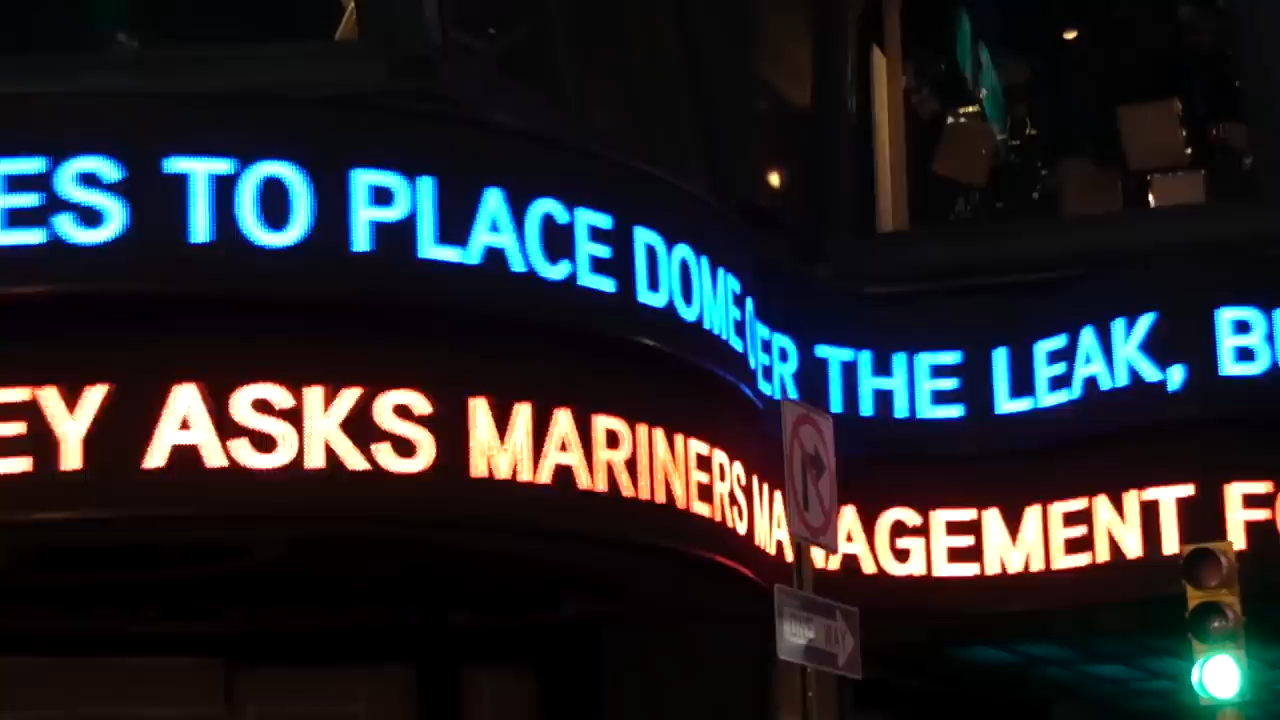 ES TO PLACE DOME OVER THE LEAK, B
EY ASKS MARINERS MANAGEMENT F
ONE WAY